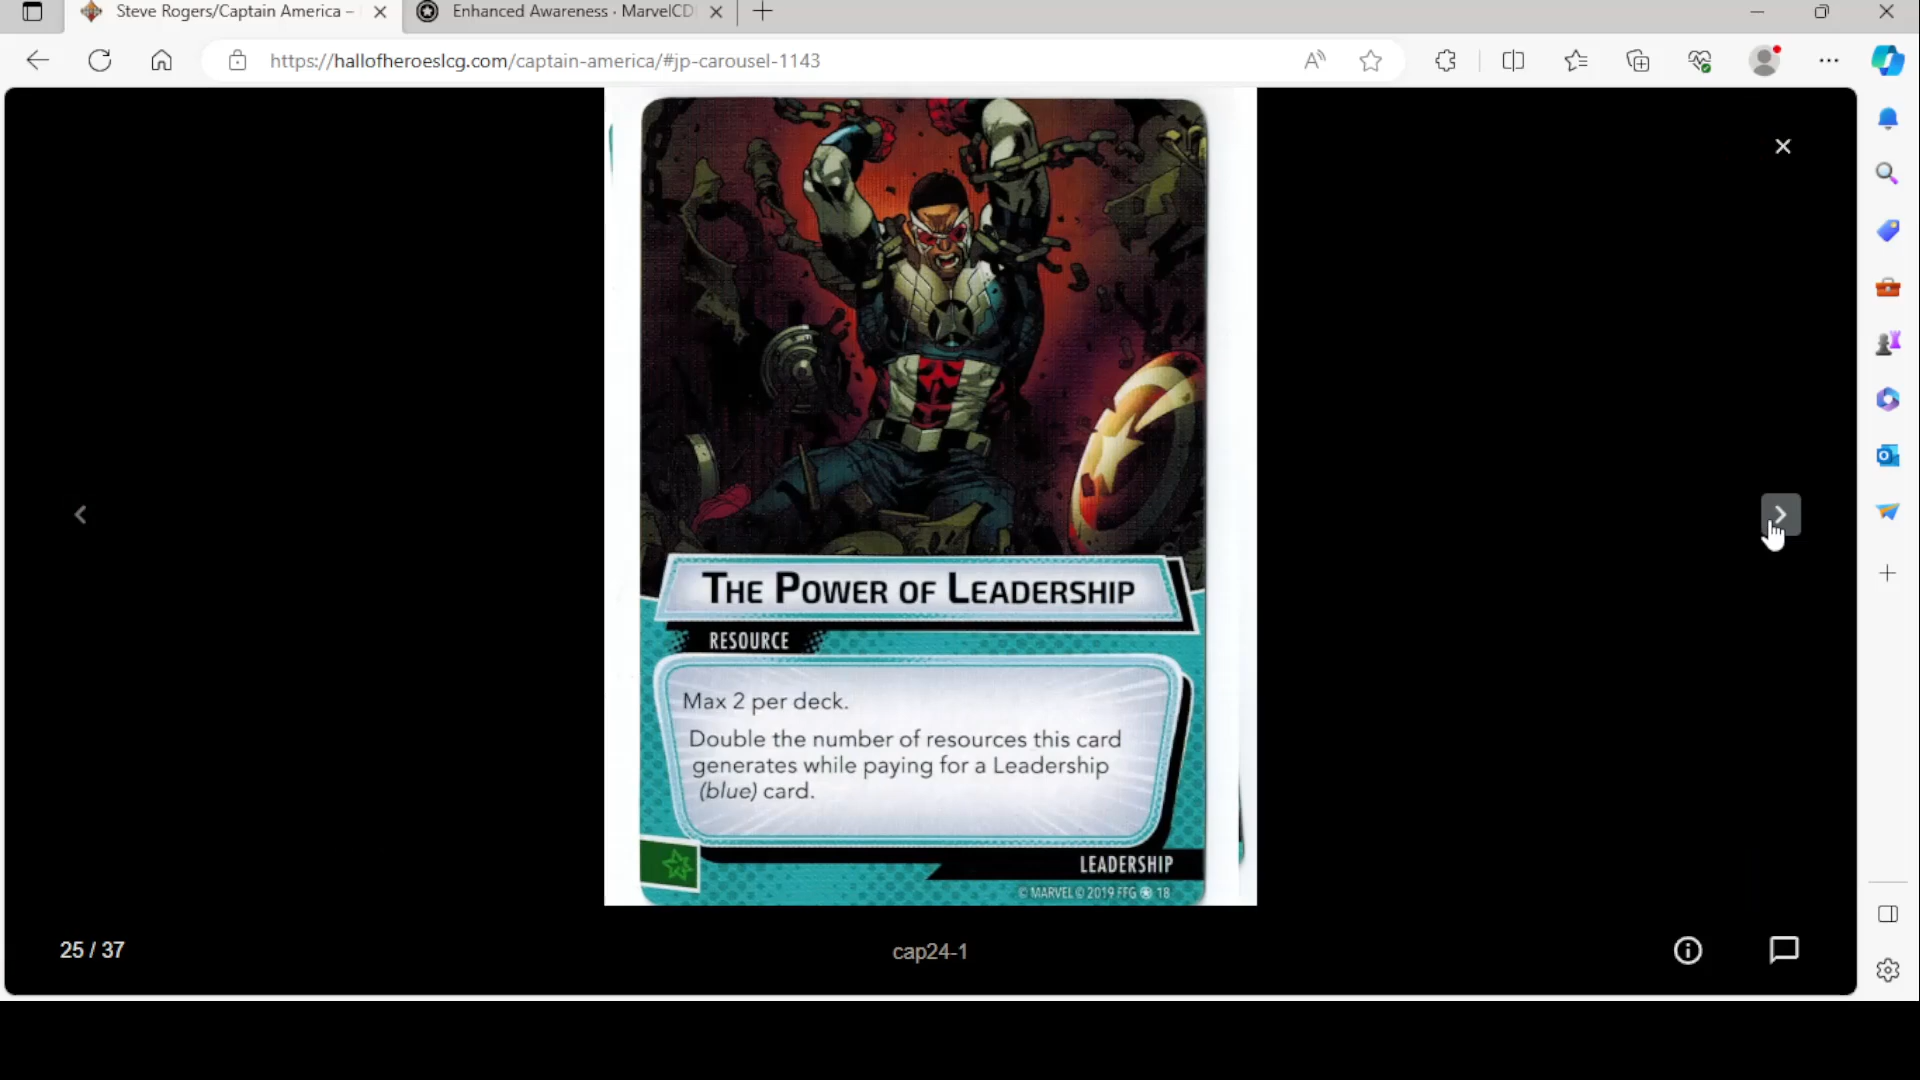 Steve Rogers/Captain America –
Enhanced Awareness · MarvelCD
https://hallofheroeslcg.com/captain-america/#jp-carousel-1143
THE POWER OF LEADERSHIP
RESOURCE
Max 2 per deck.
Double the number of resources this card
generates while paying for a Leadership
(blue) card.
LEADERSHIP
© MARVEL © 2019 FFG 18
25 / 37
cap24-1